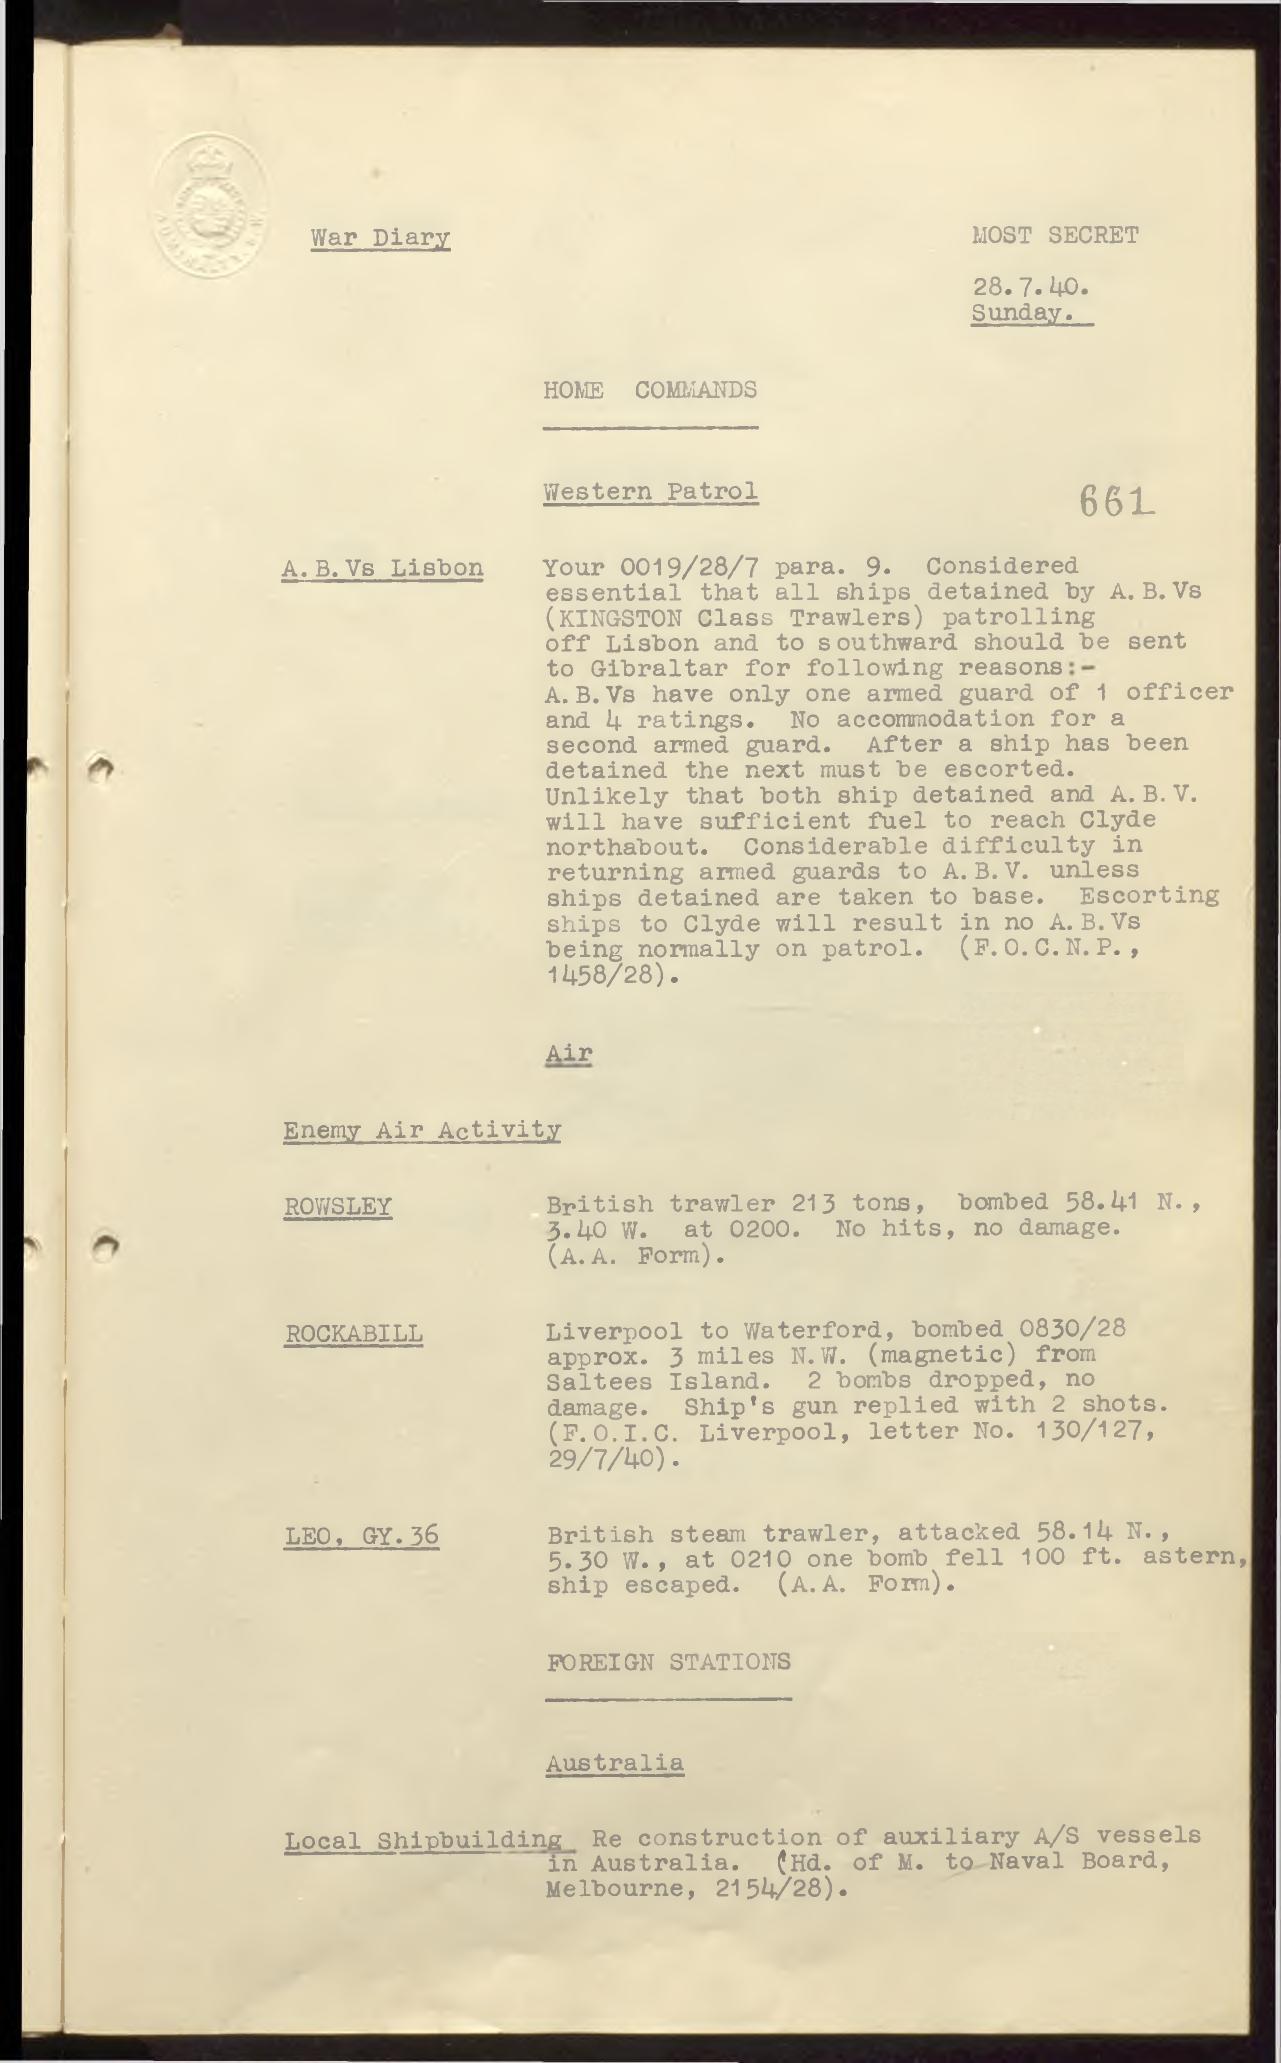 War Diary
MOST SECRET
28.7.40.
Sunday.
HOME COMMANDS
Western Patrol
661
A.B.Vs Lisbon
Your 0019/28/7 para. 9. Considered
essential that all ships detained by A.B.Vs
(KINGSTON Class Trawlers) patrolling
off Lisbon and to southward should be sent
to Gibraltar for following reasons:-
A.B.Vs have only one armed guard of 1 officer
and 4 ratings. No accommodation for a
second armed guard. After a ship has been
detained the next must be escorted.
Unlikely that both ship detained and A.B.V.
will have sufficient fuel to reach Clyde
northabout. Considerable difficulty in
returning armed guards to A.B.V. unless
ships detained are taken to base. Escorting
ships to Clyde will result in no A.B.Vs
being normally on patrol. (F.O.C.N.P.,
1458/28).
Air
Enemy Air Activity
ROWSLEY
British trawler 213 tons, bombed 58.41 N.,
3.40 W. at 0200. No hits, no damage.
(A.A. Form).
ROCKABILL
Liverpool to Waterford, bombed 0830/28
approx. 3 miles N.W. (magnetic) from
Saltees Island. 2 bombs dropped, no
damage. Ship's gun replied with 2 shots.
(F.O.I.C. Liverpool, letter No. 130/127,
29/7/40).
LEO, GY.36
British steam trawler, attacked 58.14 N.,
5.30 W., at 0210 one bomb fell 100 ft. astern,
ship escaped. (A.A. Form).
FOREIGN STATIONS
Australia
Local Shipbuilding Re construction of auxiliary A/S vessels
in Australia. (Hd. of M. to Naval Board,
Melbourne, 2154/28).